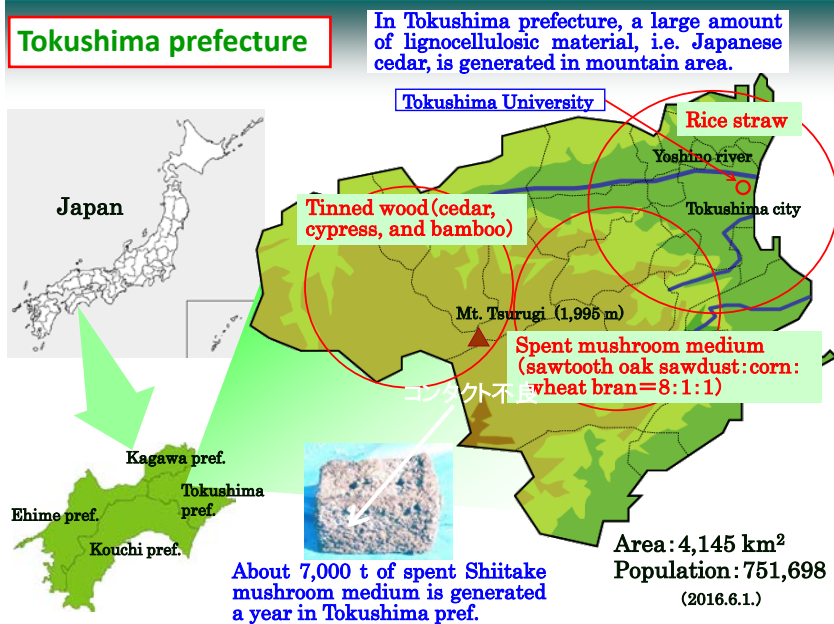 Tokushima prefecture
In Tokushima prefecture, a large amount
of lignocellulosic material, i.e. Japanese
cedar, is generated in mountain area.
Tokushima University
Rice straw
Yoshino river
Tokushima city
Japan
Tinned wood(cedar,
cypress, and bamboo)
Mt. Tsurugi (1,995 m)
Spent mushroom medium
(sawtooth oak sawdust:corn:
wheat bran=8:1:1)
コンタクト不良
Kagawa pref.
Tokushima
pref.
Ehime pref.
Kouchi pref.
About 7,000 t of spent Shiitake
mushroom medium is generated
a year in Tokushima pref.
Area:4,145 km²
Population:751,698
(2016.6.1.)